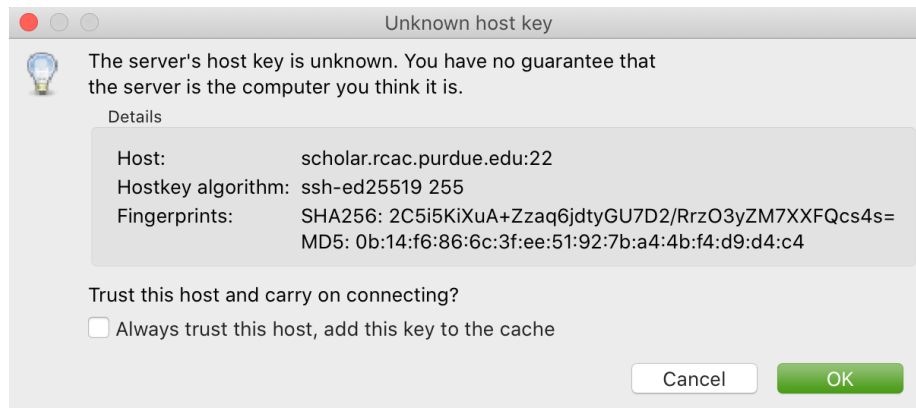 Unknown host key
The server's host key is unknown. You have no guarantee that
the server is the computer you think it is.
Details
Host: scholar.rcac.purdue.edu:22
Hostkey algorithm: ssh-ed25519 255
Fingerprints: SHA256: 2C5i5KiXuA+Zzaq6jdtyGU7D2/RrzO3yZM7XXFQcs4s=
MD5: 0b:14:f6:86:6c:3f:ee:51:92:7b:a4:4b:f4:d9:d4:c4
Trust this host and carry on connecting?
Always trust this host, add this key to the cache
Cancel OK